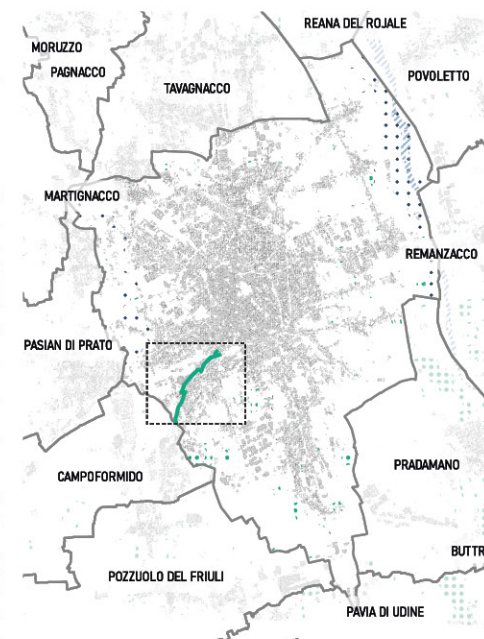 REANA DEL ROJALE
MORUZZO
PAGNACCO
POVOLETTO
TAVAGNACCO
MARTIGNACCO
REMANZACCO
PASIAN DI PRATO
PRADAMANO
CAMPOFORMIDO
BUTTR
POZZUOLO DEL FRIULI
PAVIA DI UDINE